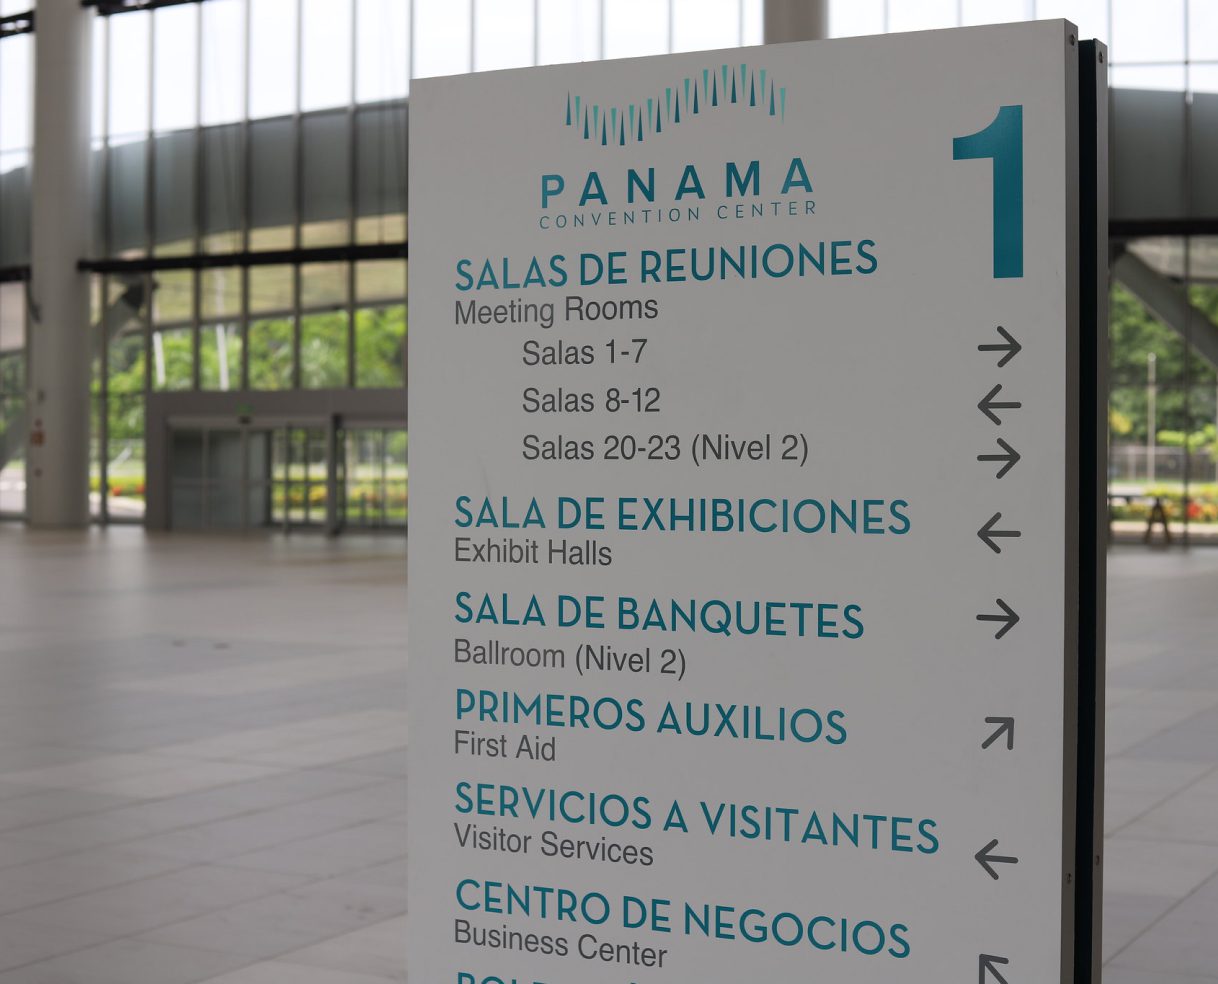 PANAMA
CONVENTION CENTER
1
SALAS DE REUNIONES
Meeting Rooms
Salas 1-7 →
Salas 8-12 ←
Salas 20-23 (Nivel 2) →
SALA DE EXHIBICIONES
Exhibit Halls ←
SALA DE BANQUETES →
Ballroom (Nivel 2)
PRIMEROS AUXILIOS
First Aid ↗
SERVICIOS A VISITANTES
Visitor Services ←
CENTRO DE NEGOCIOS
Business Center ↖